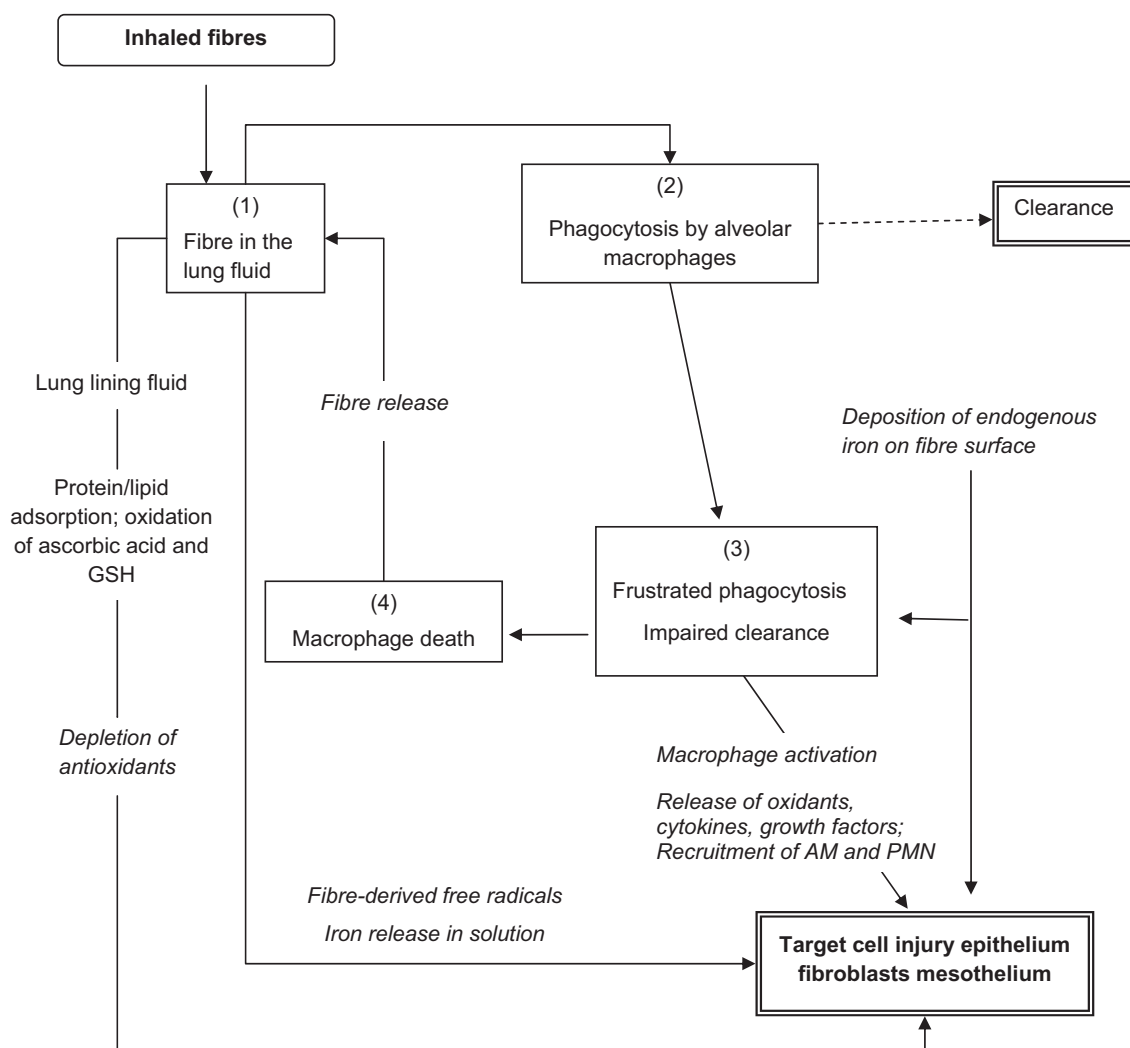 Inhaled fibres
(1)
Fibre in the
lung fluid
(2)
Phagocytosis by alveolar
macrophages
Clearance
Lung lining fluid
Protein/lipid
adsorption; oxidation
of ascorbic acid and
GSH
Depletion of
antioxidants
Fibre release
Deposition of endogenous
iron on fibre surface
(3)
Frustrated phagocytosis
Impaired clearance
(4)
Macrophage death
Macrophage activation
Release of oxidants,
cytokines, growth factors;
Recruitment of AM and PMN
Fibre-derived free radicals
Iron release in solution
Target cell injury epithelium
fibroblasts mesothelium